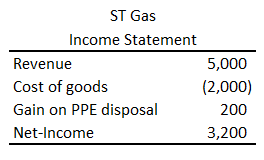 ST Gas
Income Statement
Revenue 5,000
Cost of goods (2,000)
Gain on PPE disposal 200
Net-Income 3,200